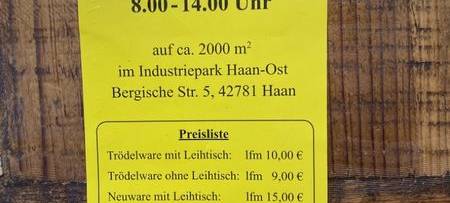 8.00 - 14.00 Uhr
auf ca. 2000 m²
im Industriepark Haan-Ost
Bergische Str. 5, 42781 Haan
Preisliste
Trödelware mit Leihtisch: lfm 10,00 €
Trödelware ohne Leihtisch: lfm 9,00 €
Neuware mit Leihtisch: lfm 15,00 €